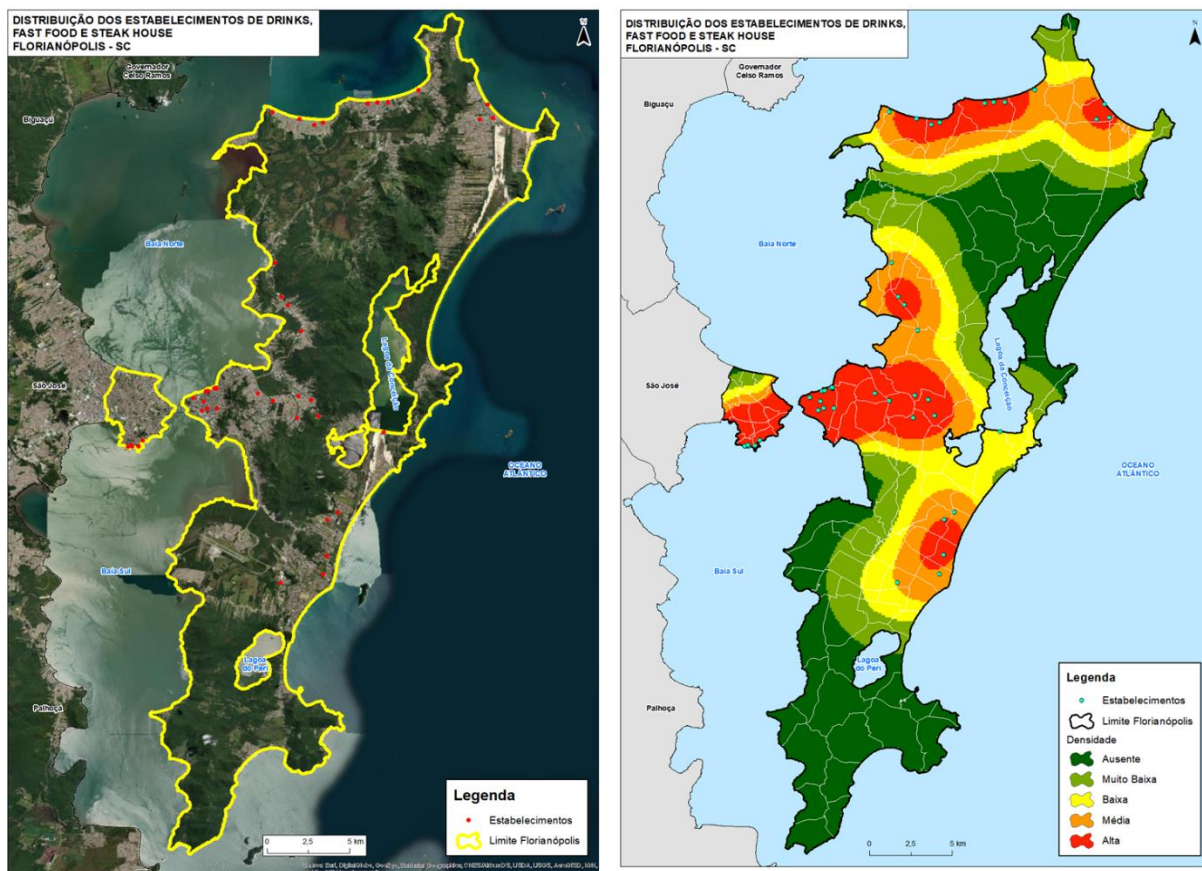 DISTRIBUIÇÃO DOS ESTABELECIMENTOS DE DRINKS,
FAST FOOD E STEAK HOUSE
FLORIANÓPOLIS - SC
N
Governador
Celso Ramos
Biguaçu
Baía Norte
São José
Lagoa da Conceição
OCEANO
ATLÂNTICO
Baía Sul
Lagoa
do Peri
Palhoça
Legenda
Estabelecimentos
Limite Florianópolis
0 2,5 5 km
DISTRIBUIÇÃO DOS ESTABELECIMENTOS DE DRINKS,
FAST FOOD E STEAK HOUSE
FLORIANÓPOLIS - SC
N
Governador
Celso Ramos
Biguaçu
Baía Norte
São José
Lagoa da Conceição
OCEANO
ATLÂNTICO
Baía Sul
Lagoa
do Peri
Palhoça
Legenda
Estabelecimentos
Limite Florianópolis
Densidade
Ausente
Muito Baixa
Baixa
Média
Alta
0 2,5 5 km